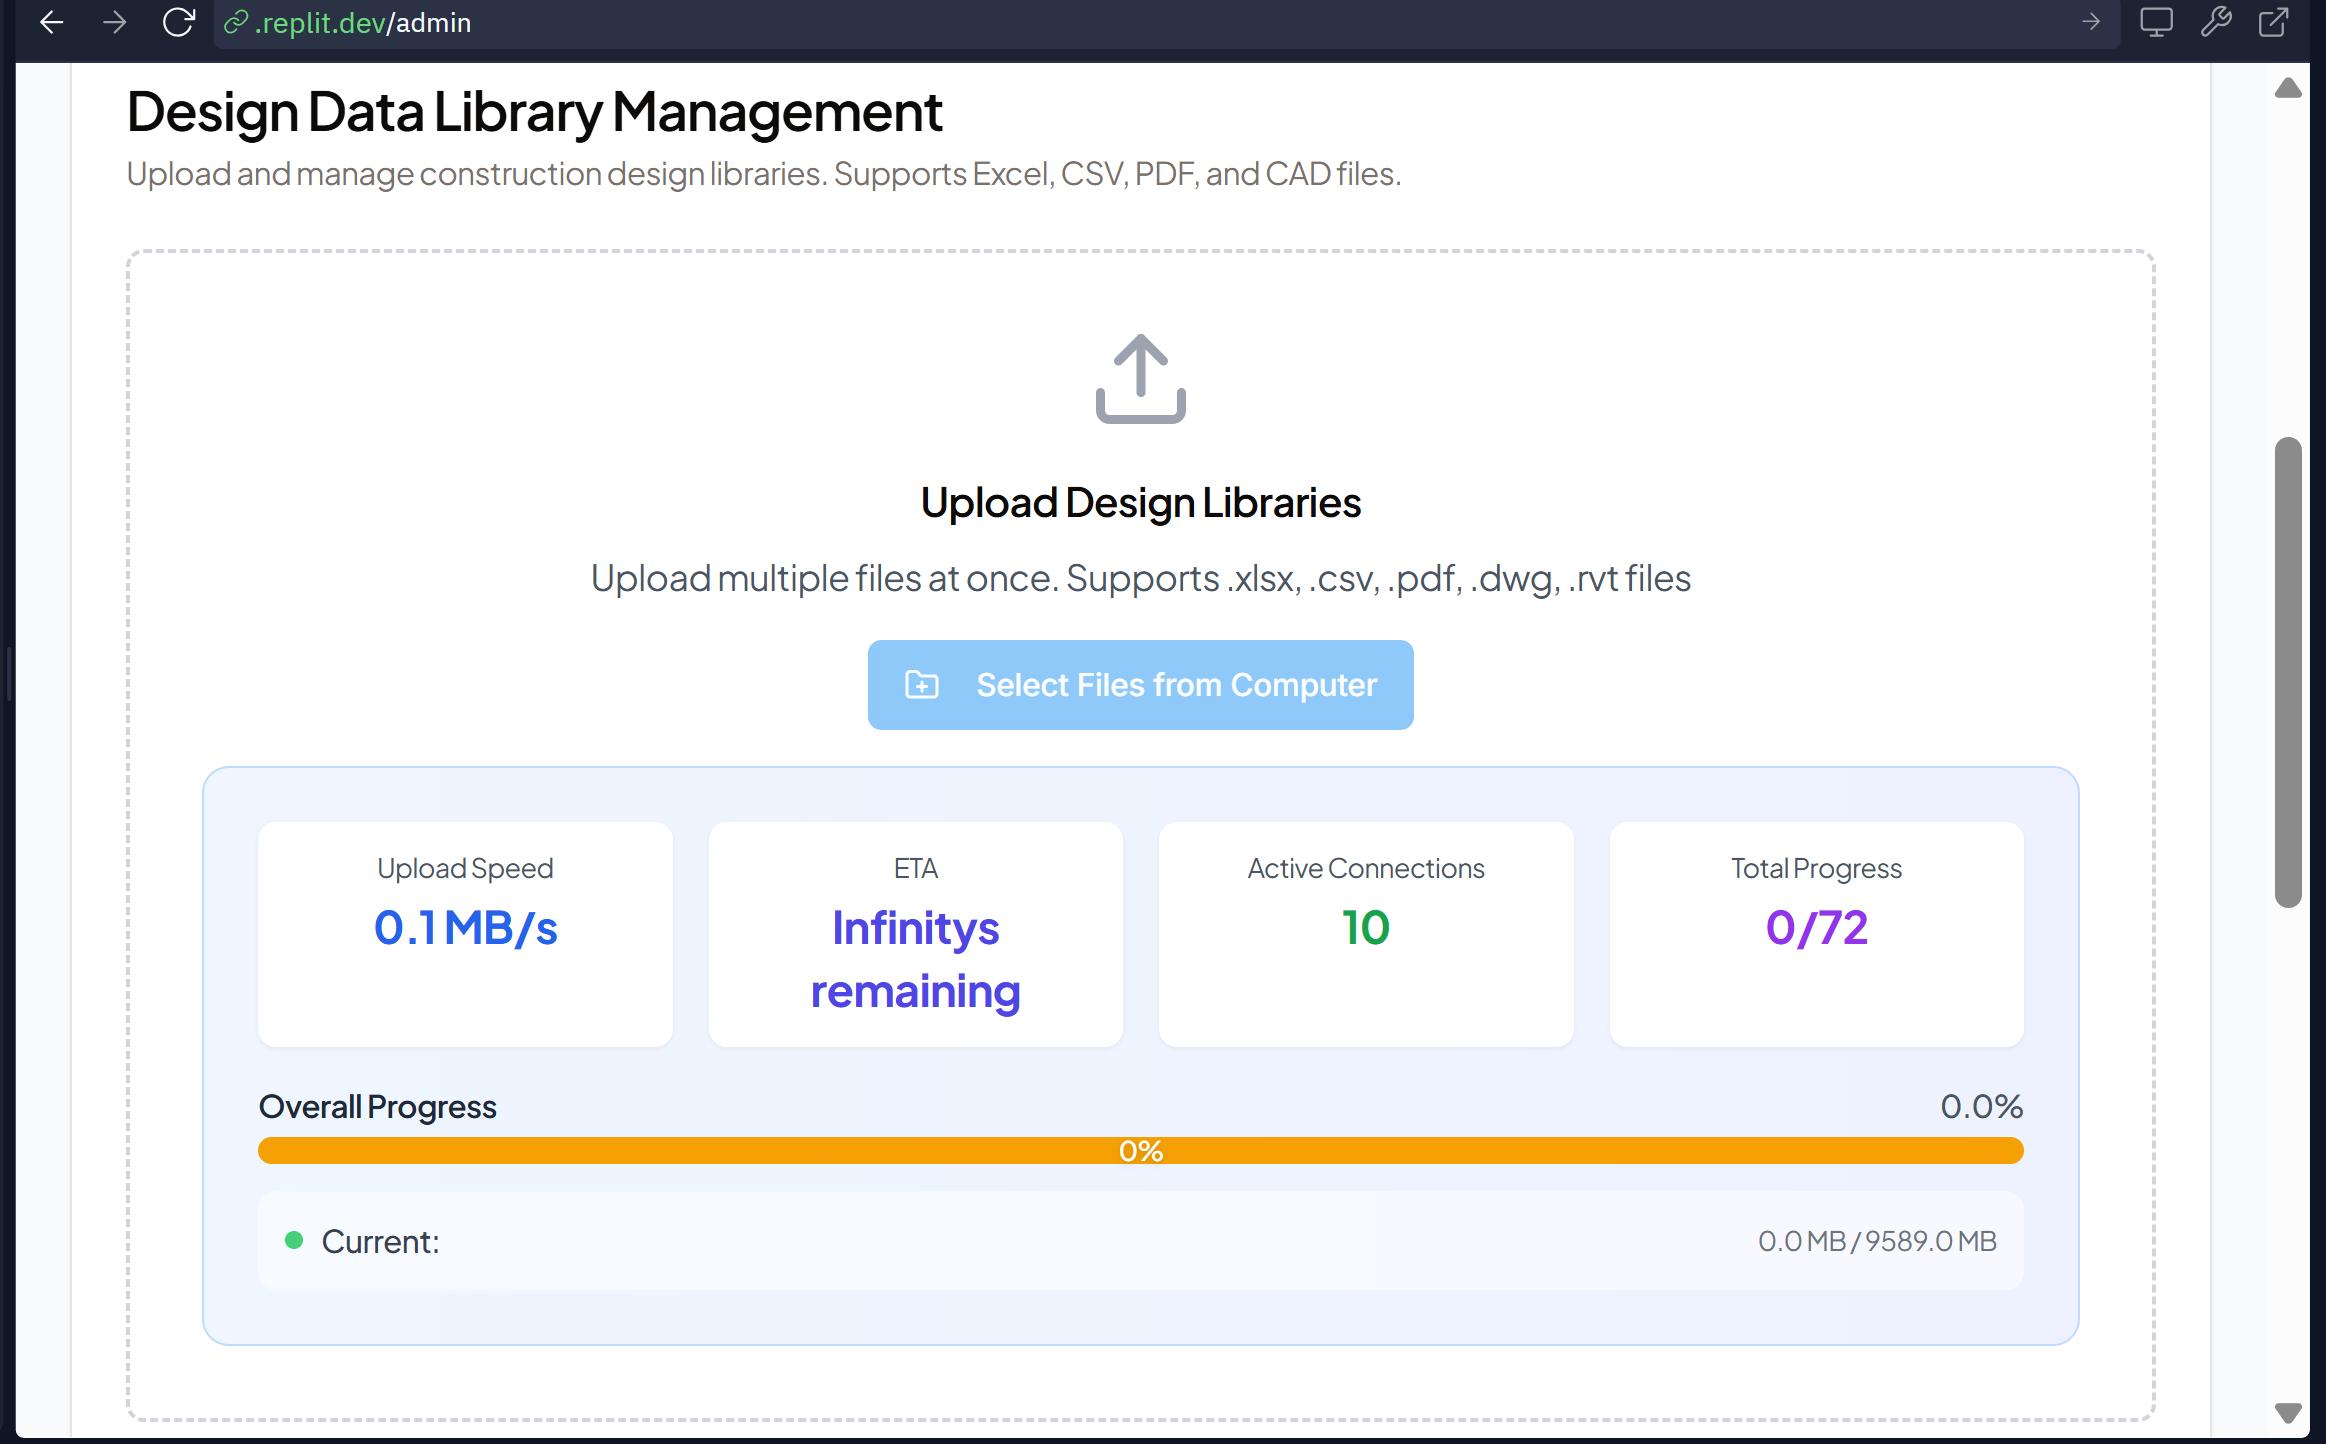 .replit.dev/admin
Design Data Library Management
Upload and manage construction design libraries. Supports Excel, CSV, PDF, and CAD files.
Upload Design Libraries
Upload multiple files at once. Supports .xlsx, .csv, .pdf, .dwg, .rvt files
Select Files from Computer
Upload Speed
0.1 MB/s
ETA
Infinitys
remaining
Active Connections
10
Total Progress
0/72
Overall Progress
0.0%
0%
Current:
0.0 MB / 9589.0 MB